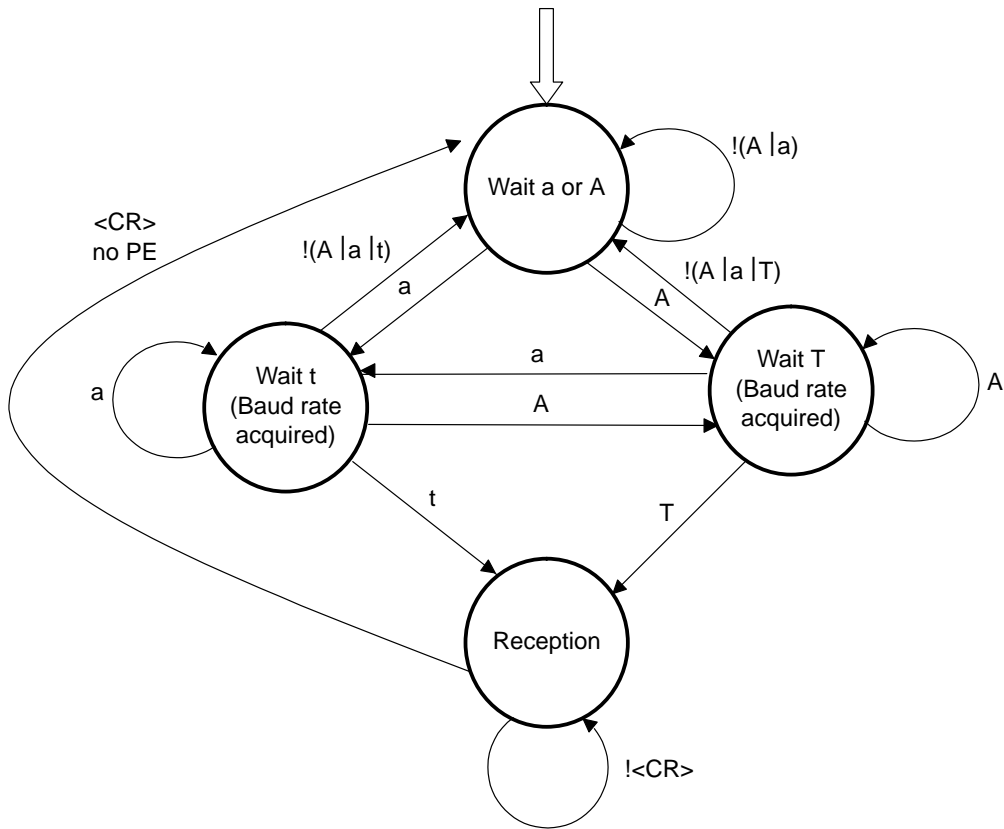 Wait a or A
!(A | a)
<CR>
no PE
!(A | a | t)
a
A
!(A | a | T)
a
Wait t
(Baud rate
acquired)
a
A
Wait T
(Baud rate
acquired)
A
t
T
Reception
!<CR>